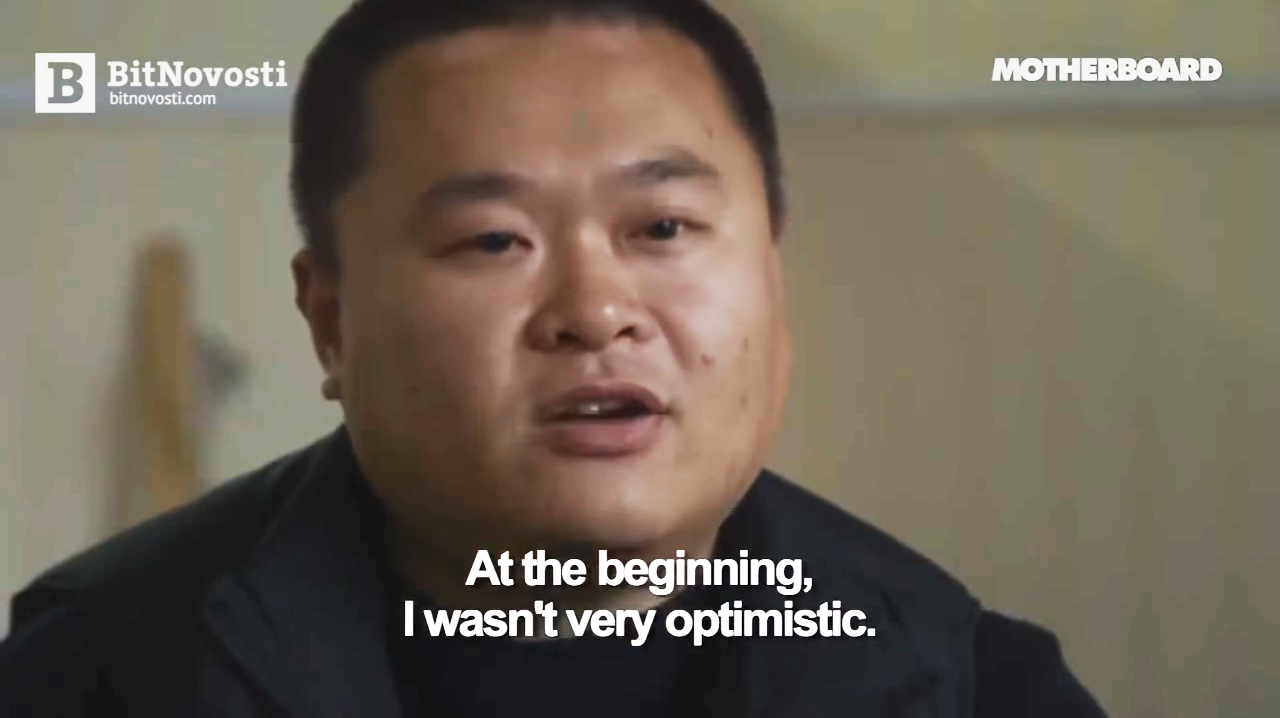 BitNovosti
bitnovosti.com
MOTHERBOARD
At the beginning,
I wasn't very optimistic.